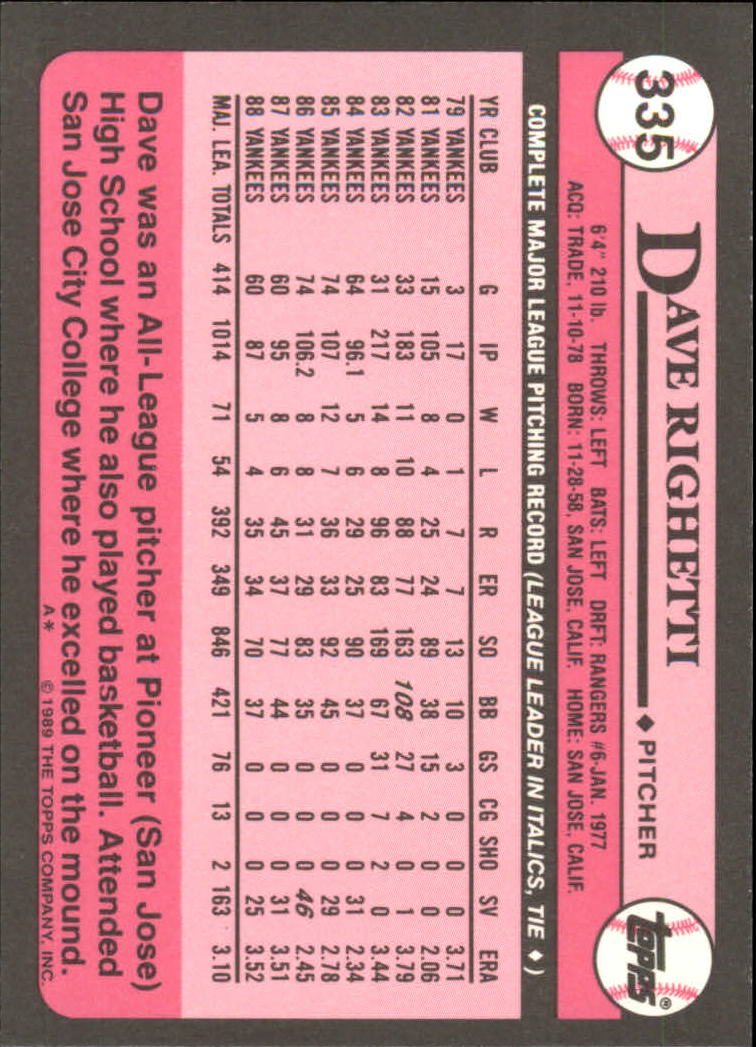 335
DAVE RIGHETTI ♦ PITCHER
topps®
6'4" 210 lb. THROWS: LEFT BATS: LEFT DRFT: RANGERS #6-JAN. 1977
ACQ: TRADE, 11-10-78 BORN: 11-28-58, SAN JOSE, CALIF. HOME: SAN JOSE, CALIF.
COMPLETE MAJOR LEAGUE PITCHING RECORD (LEAGUE LEADER IN ITALICS, TIE ♦)
YR CLUB G IP W L R ER SO BB GS CG SHO SV ERA
79 YANKEES 3 17 0 1 7 7 13 10 3 0 0 0 3.71
81 YANKEES 15 105 8 4 25 24 89 38 15 2 0 0 2.06
82 YANKEES 33 183 11 10 88 77 163 108 27 4 0 1 3.79
83 YANKEES 31 217 14 8 96 83 169 67 31 7 2 0 3.44
84 YANKEES 64 96.1 5 6 29 25 90 37 0 0 0 31 2.34
85 YANKEES 74 107 12 7 36 33 92 45 0 0 0 29 2.78
86 YANKEES 74 106.2 8 8 31 29 83 35 0 0 0 46 2.45
87 YANKEES 60 95 8 6 45 37 77 44 0 0 0 31 3.51
88 YANKEES 60 87 5 4 35 34 70 37 0 0 0 25 3.52
MAJ. LEA. TOTALS 414 1014 71 54 392 349 846 421 76 13 2 163 3.10
Dave was an All-League pitcher at Pioneer (San Jose)
High School where he also played basketball. Attended
San Jose City College where he excelled on the mound.
A* © 1989 THE TOPPS COMPANY, INC.